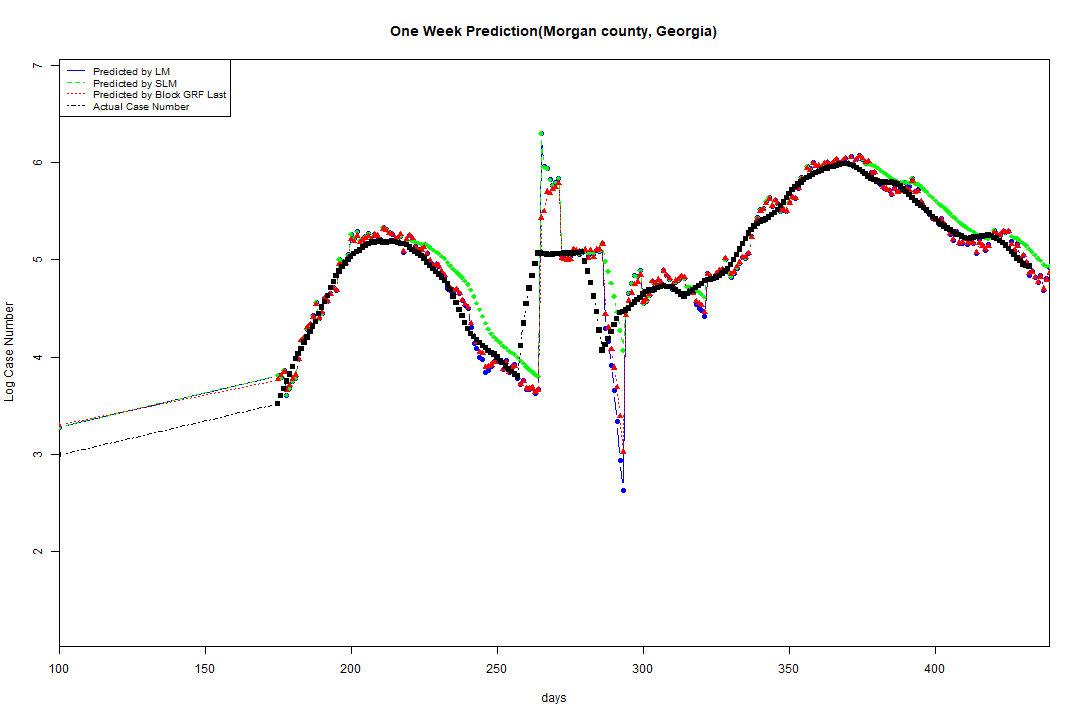 One Week Prediction(Morgan county, Georgia)
Predicted by LM
Predicted by SLM
Predicted by Block GRF Last
Actual Case Number
7
6
5
4
3
2
Log Case Number
100 150 200 250 300 350 400
days